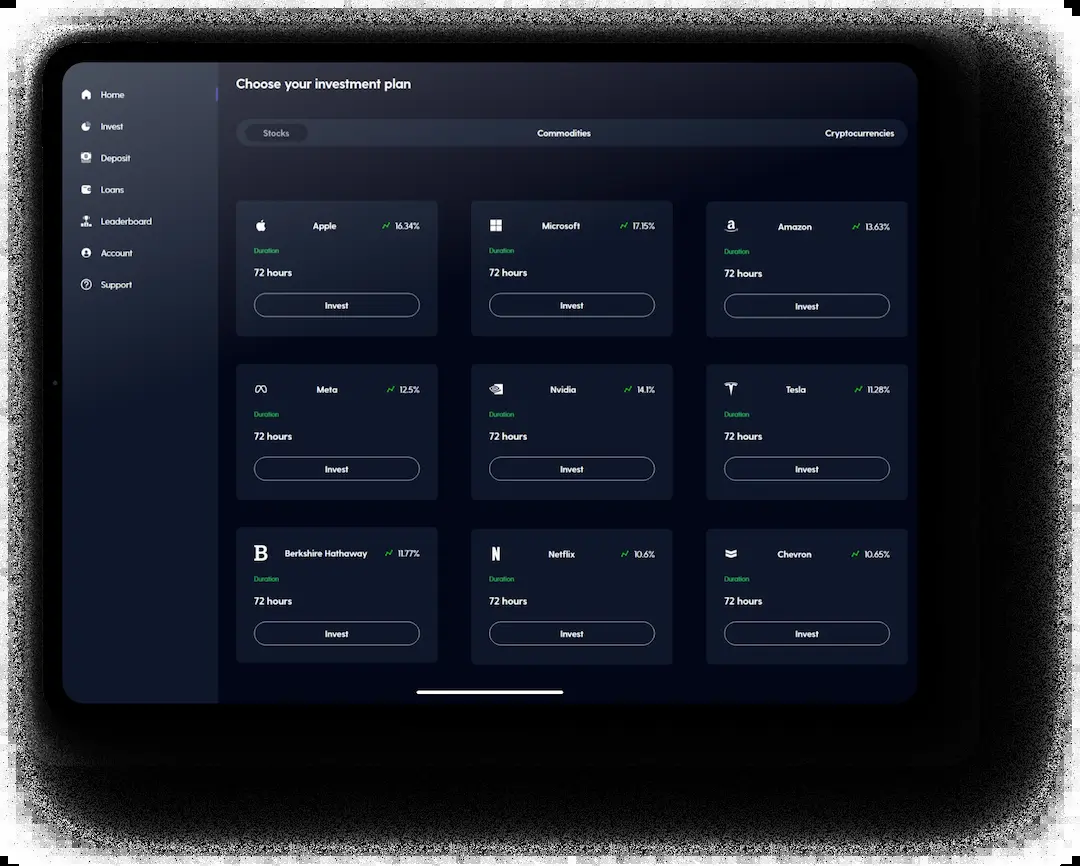 Home
Invest
Deposit
Loans
Leaderboard
Account
Support
Choose your investment plan
Stocks Commodities Cryptocurrencies
Apple 16.34%
Duration
72 hours
Invest
Microsoft 17.15%
Duration
72 hours
Invest
a Amazon 13.63%
Duration
72 hours
Invest
Meta 12.5%
Duration
72 hours
Invest
Nvidia 14.1%
Duration
72 hours
Invest
Tesla 11.28%
Duration
72 hours
Invest
B Berkshire Hathaway 11.77%
Duration
72 hours
Invest
N Netflix 10.6%
Duration
72 hours
Invest
Chevron 10.65%
Duration
72 hours
Invest